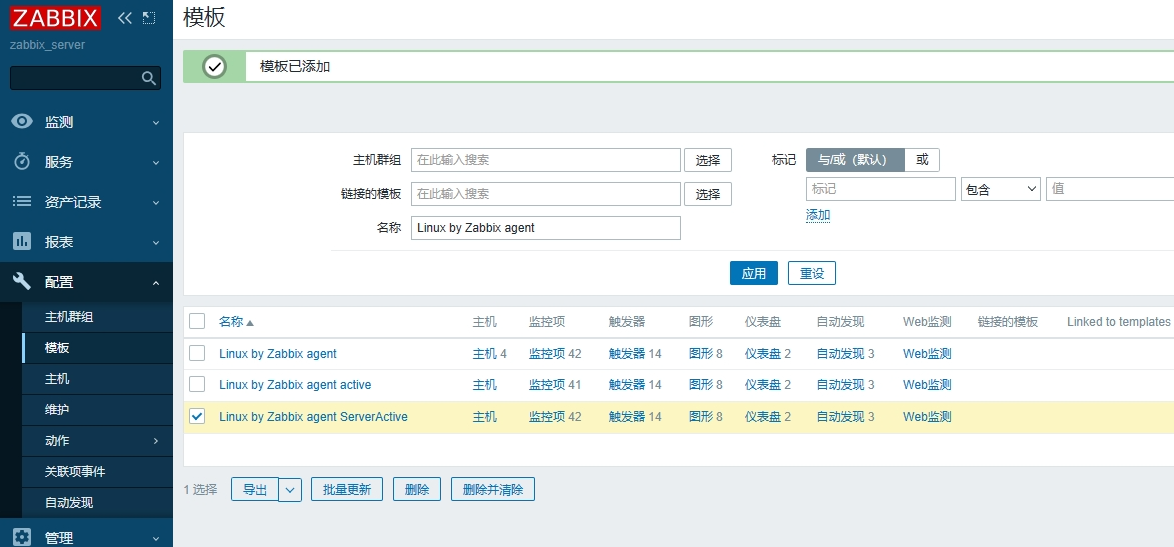 ZABBIX
zabbix_server
监测
服务
资产记录
报表
配置
主机群组
模板
主机
维护
动作
关联项事件
自动发现
管理
模板
模板已添加
主机群组 在此输入搜索 选择 标记 与/或（默认） 或
链接的模板 在此输入搜索 选择 标记 包含 值
添加
名称 Linux by Zabbix agent
应用 重设
名称 主机 监控项 触发器 图形 仪表盘 自动发现 Web监测 链接的模板 Linked to templates
Linux by Zabbix agent 主机 4 监控项 42 触发器 14 图形 8 仪表盘 2 自动发现 3 Web监测
Linux by Zabbix agent active 主机 监控项 41 触发器 14 图形 8 仪表盘 2 自动发现 3 Web监测
Linux by Zabbix agent ServerActive 主机 监控项 42 触发器 14 图形 8 仪表盘 2 自动发现 3 Web监测
1 选择 导出 批量更新 删除 删除并清除